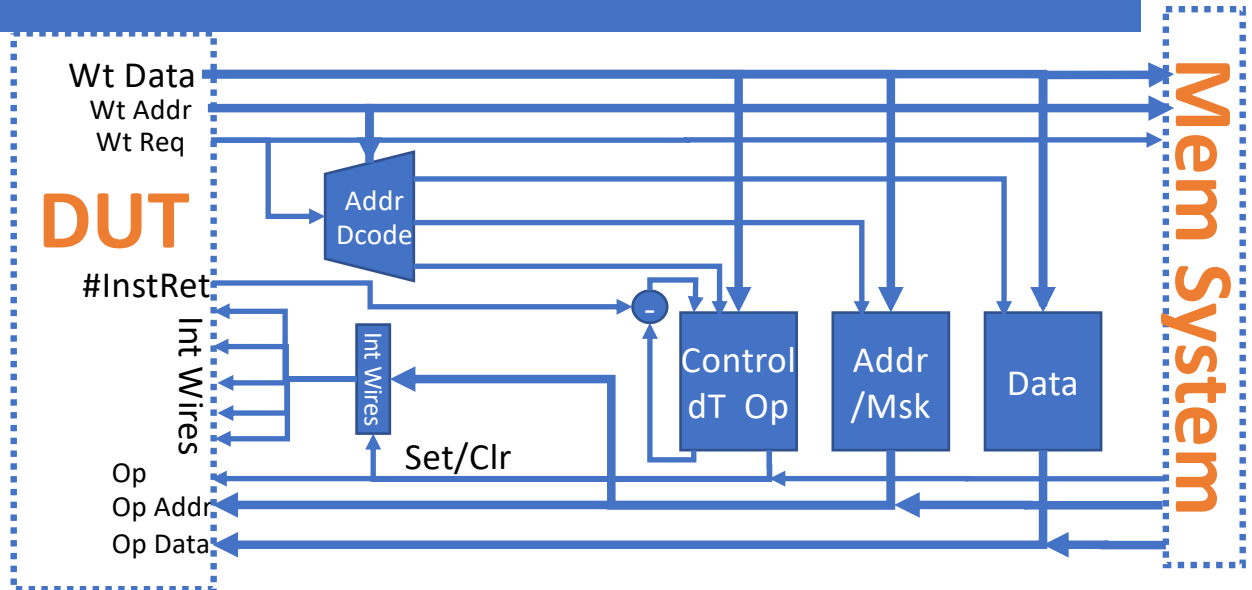 Wt Data
Wt Addr
Wt Req
DUT
Addr
Dcode
#InstRet
-
Int Wires
Int Wires
Control
dT Op
Addr
/Msk
Data
Set/Clr
Op
Op Addr
Op Data
Mem System